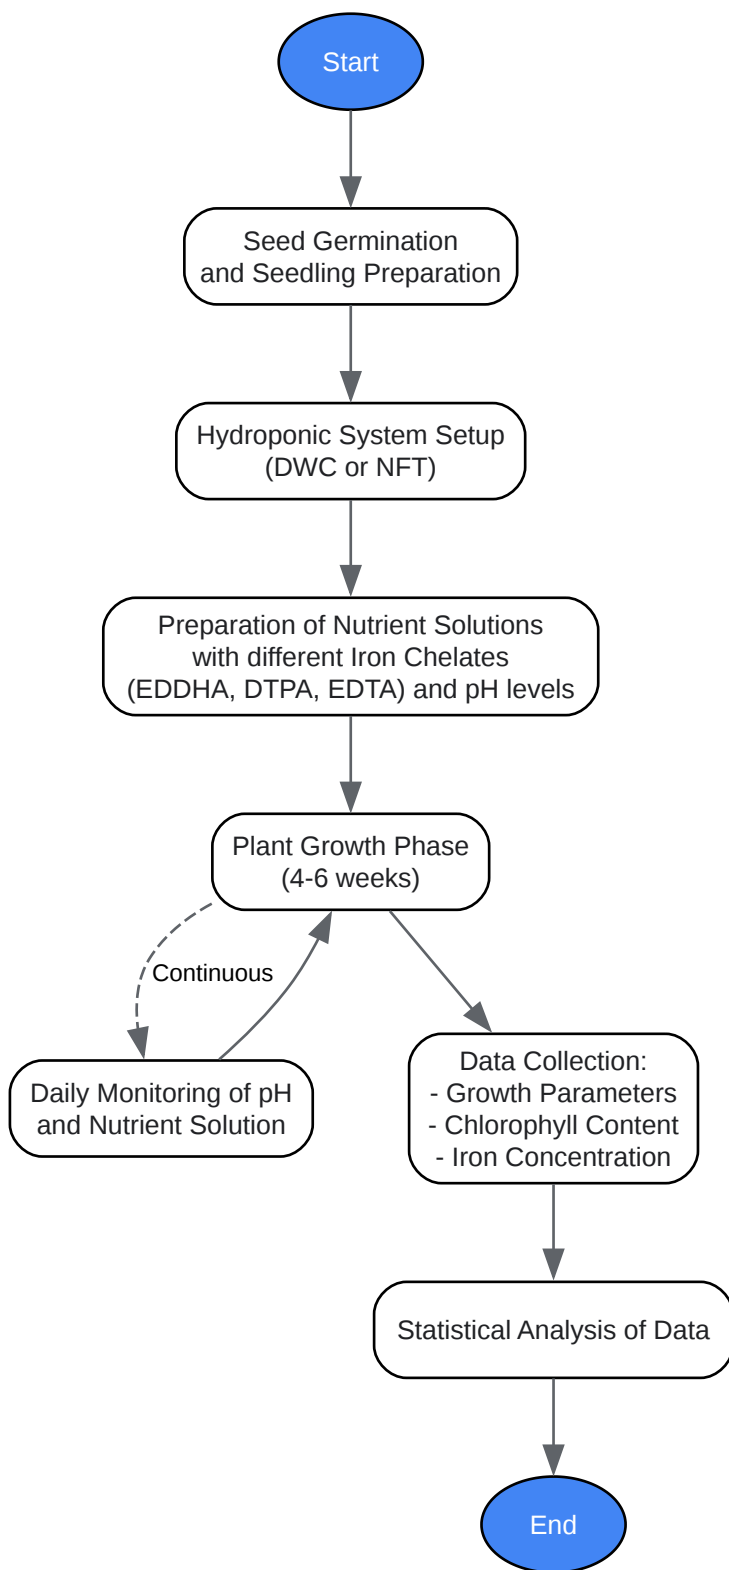 Start
Seed Germination
and Seedling Preparation
Hydroponic System Setup
(DWC or NFT)
Preparation of Nutrient Solutions
with different Iron Chelates
(EDDHA, DTPA, EDTA) and pH levels
Plant Growth Phase
(4-6 weeks)
Continuous
Daily Monitoring of pH
and Nutrient Solution
Data Collection:
- Growth Parameters
- Chlorophyll Content
- Iron Concentration
Statistical Analysis of Data
End